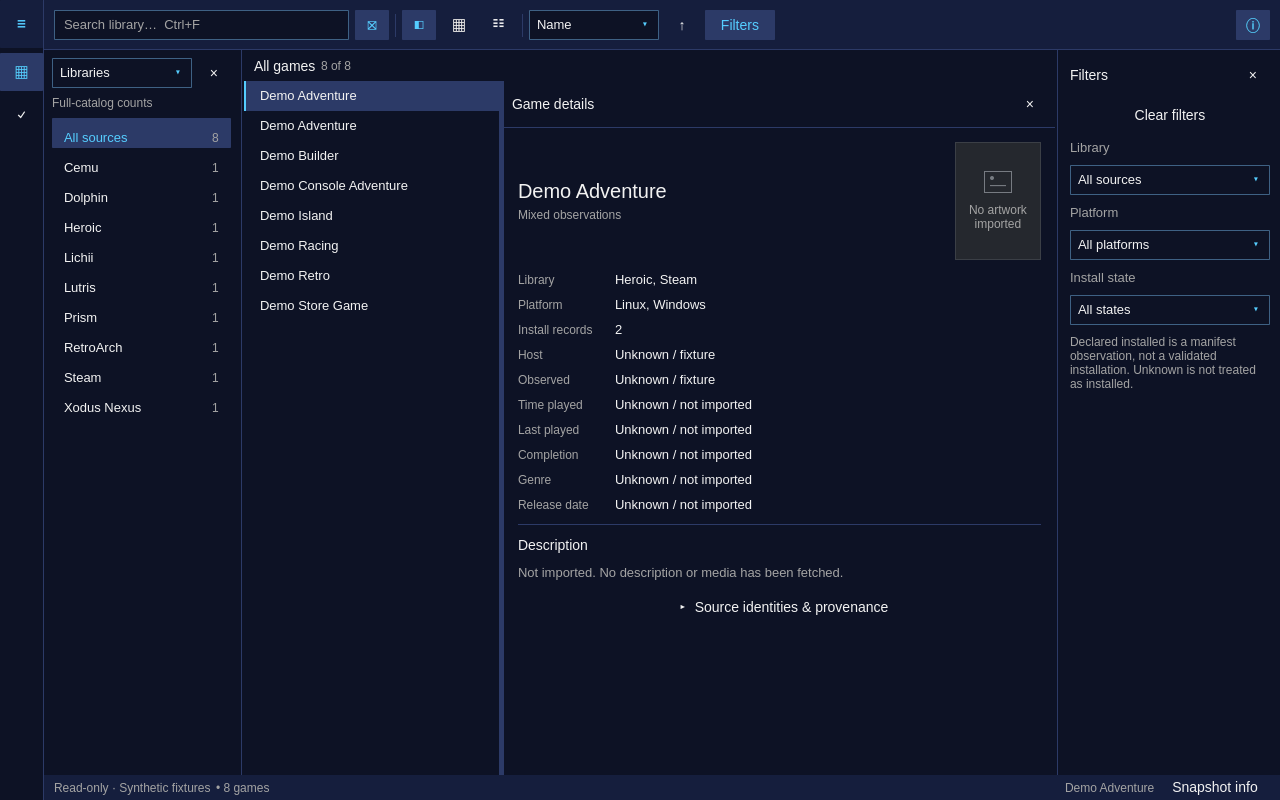 Search library…  Ctrl+F
Name
Filters
Libraries
Full-catalog counts
All sources 8
Cemu 1
Dolphin 1
Heroic 1
Lichii 1
Lutris 1
Prism 1
RetroArch 1
Steam 1
Xodus Nexus 1
All games 8 of 8
Demo Adventure
Demo Adventure
Demo Builder
Demo Console Adventure
Demo Island
Demo Racing
Demo Retro
Demo Store Game
Game details
Demo Adventure
Mixed observations
No artwork
imported
Library Heroic, Steam
Platform Linux, Windows
Install records 2
Host Unknown / fixture
Observed Unknown / fixture
Time played Unknown / not imported
Last played Unknown / not imported
Completion Unknown / not imported
Genre Unknown / not imported
Release date Unknown / not imported
Description
Not imported. No description or media has been fetched.
Source identities & provenance
Filters
Clear filters
Library
All sources
Platform
All platforms
Install state
All states
Declared installed is a manifest
observation, not a validated
installation. Unknown is not treated
as installed.
Read-only · Synthetic fixtures • 8 games
Demo Adventure
Snapshot info